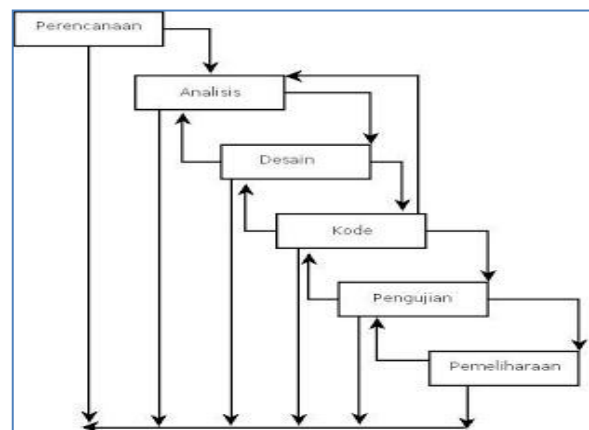 Perencanaan
Analisis
Desain
Kode
Pengujian
Pemeliharaan